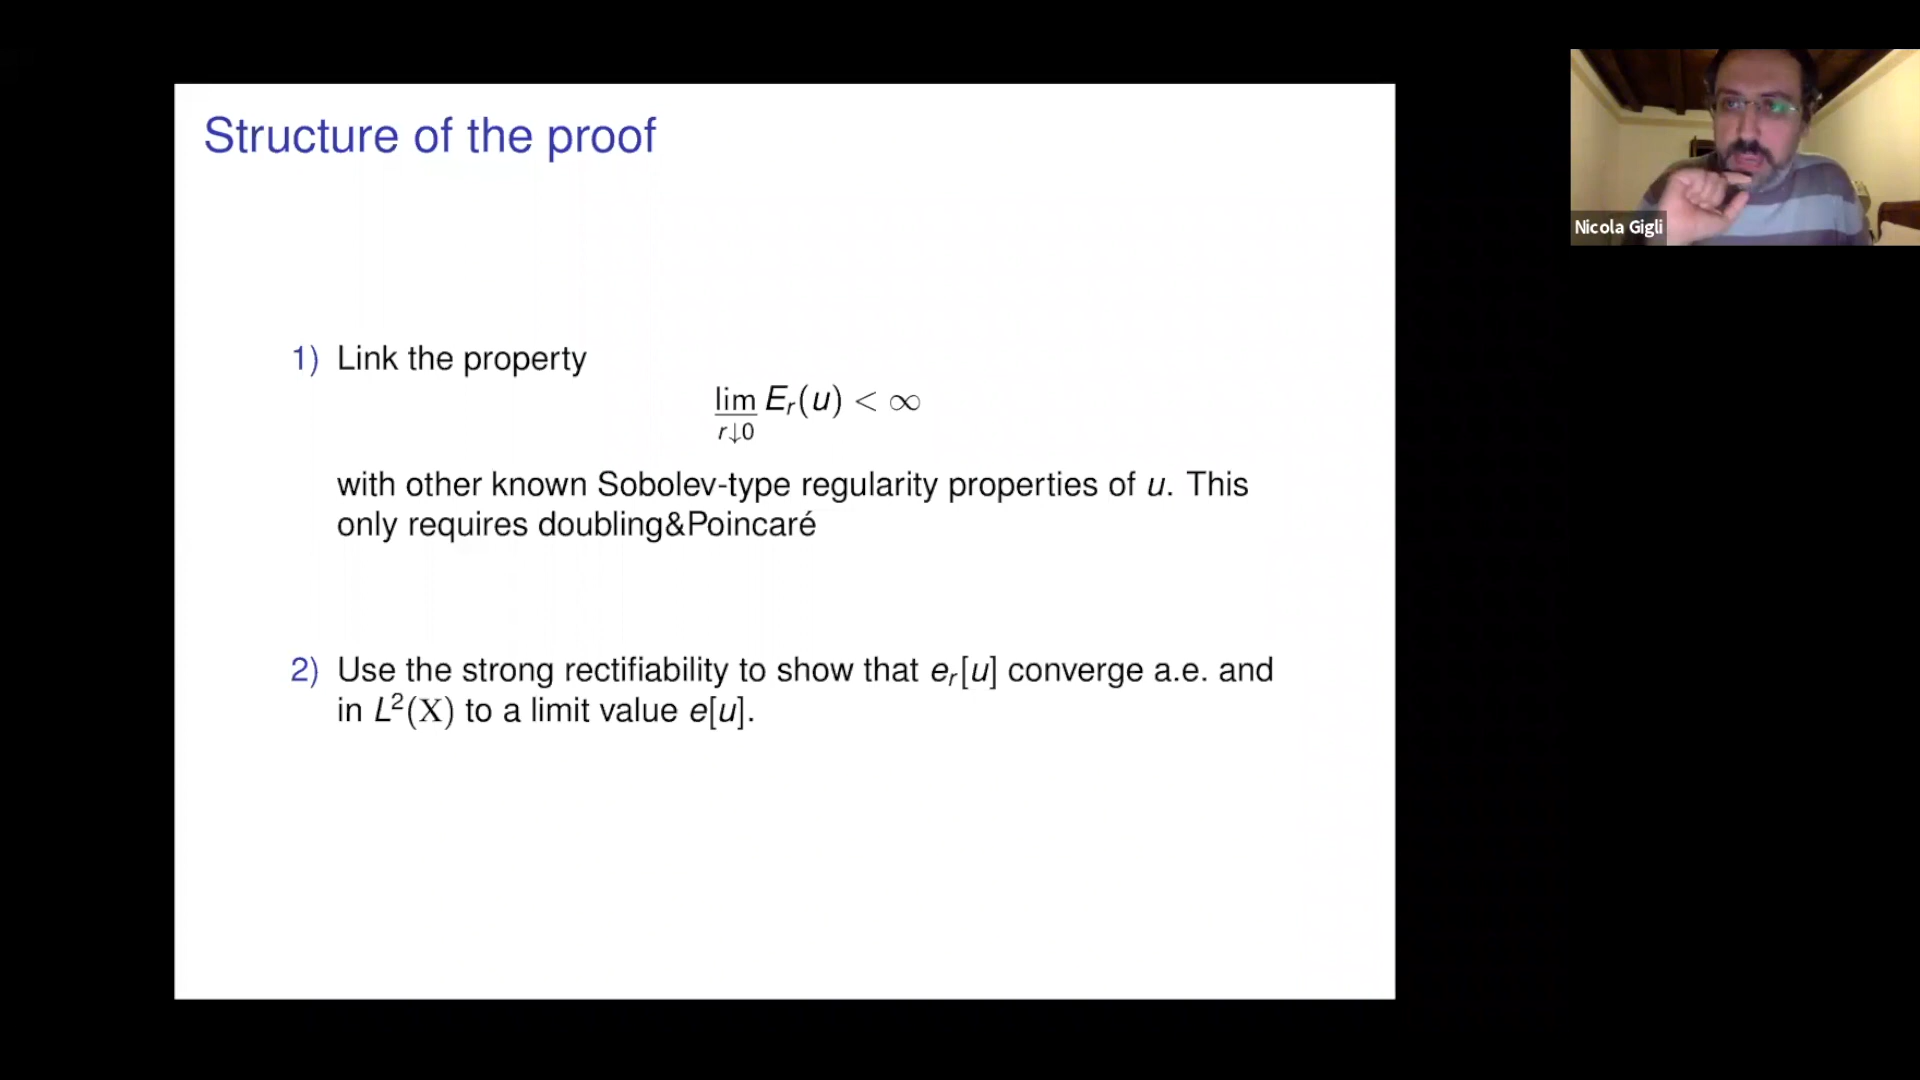 Structure of the proof
Nicola Gigli
1) Link the property
lim E_r(u) < ∞
r↓0
with other known Sobolev-type regularity properties of u. This
only requires doubling&Poincaré
2) Use the strong rectifiability to show that e_r[u] converge a.e. and
in L²(X) to a limit value e[u].